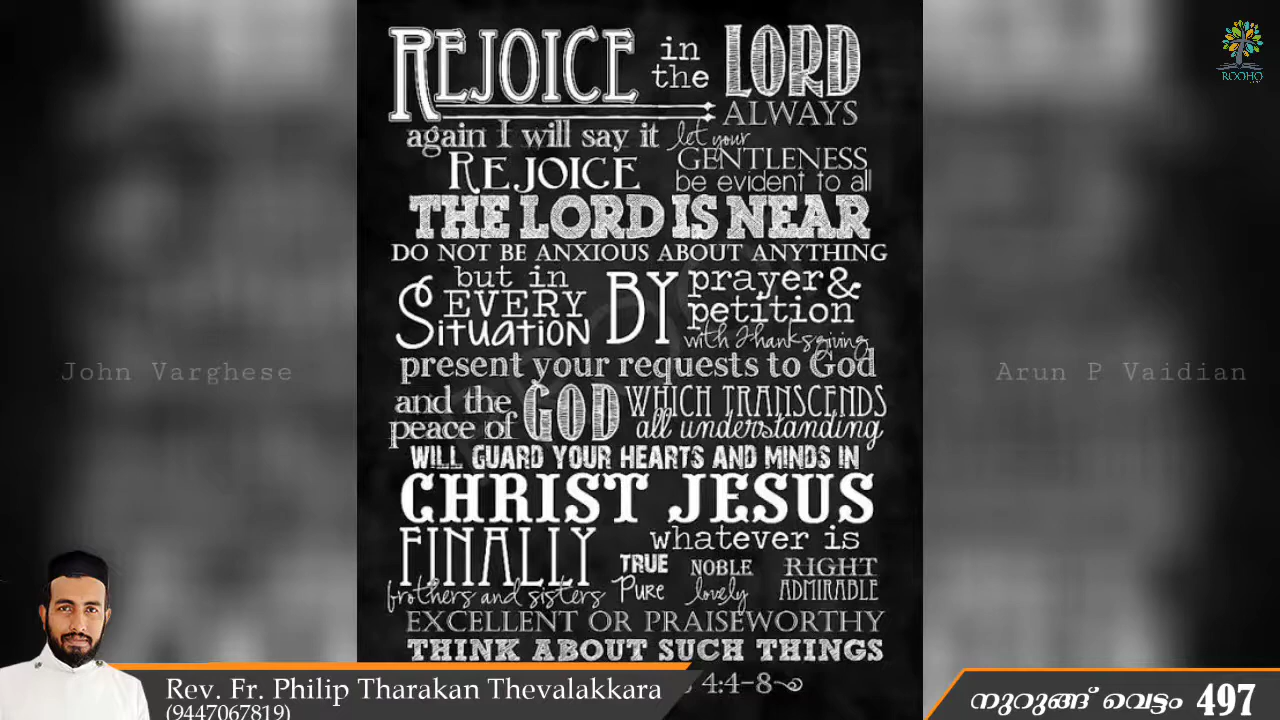 REJOICE in the LORD
ALWAYS
again I will say it let your
REJOICE GENTLENESS
be evident to all
THE LORD IS NEAR
DO NOT BE ANXIOUS ABOUT ANYTHING
but in EVERY SITUATION BY prayer & petition
with thanksgiving
present your requests to God
and the peace of GOD WHICH TRANSCENDS
all understanding
WILL GUARD YOUR HEARTS AND MINDS IN
CHRIST JESUS
FINALLY whatever is
TRUE NOBLE RIGHT
brothers and sisters Pure lovely ADMIRABLE
EXCELLENT OR PRAISEWORTHY
THINK ABOUT SUCH THINGS
4:4-8
ROOHO
John Varghese
Arun P Vaidian
Rev. Fr. Philip Tharakan Thevalakkara
(9447067819)
നുറുങ്ങ് വെട്ടം 497